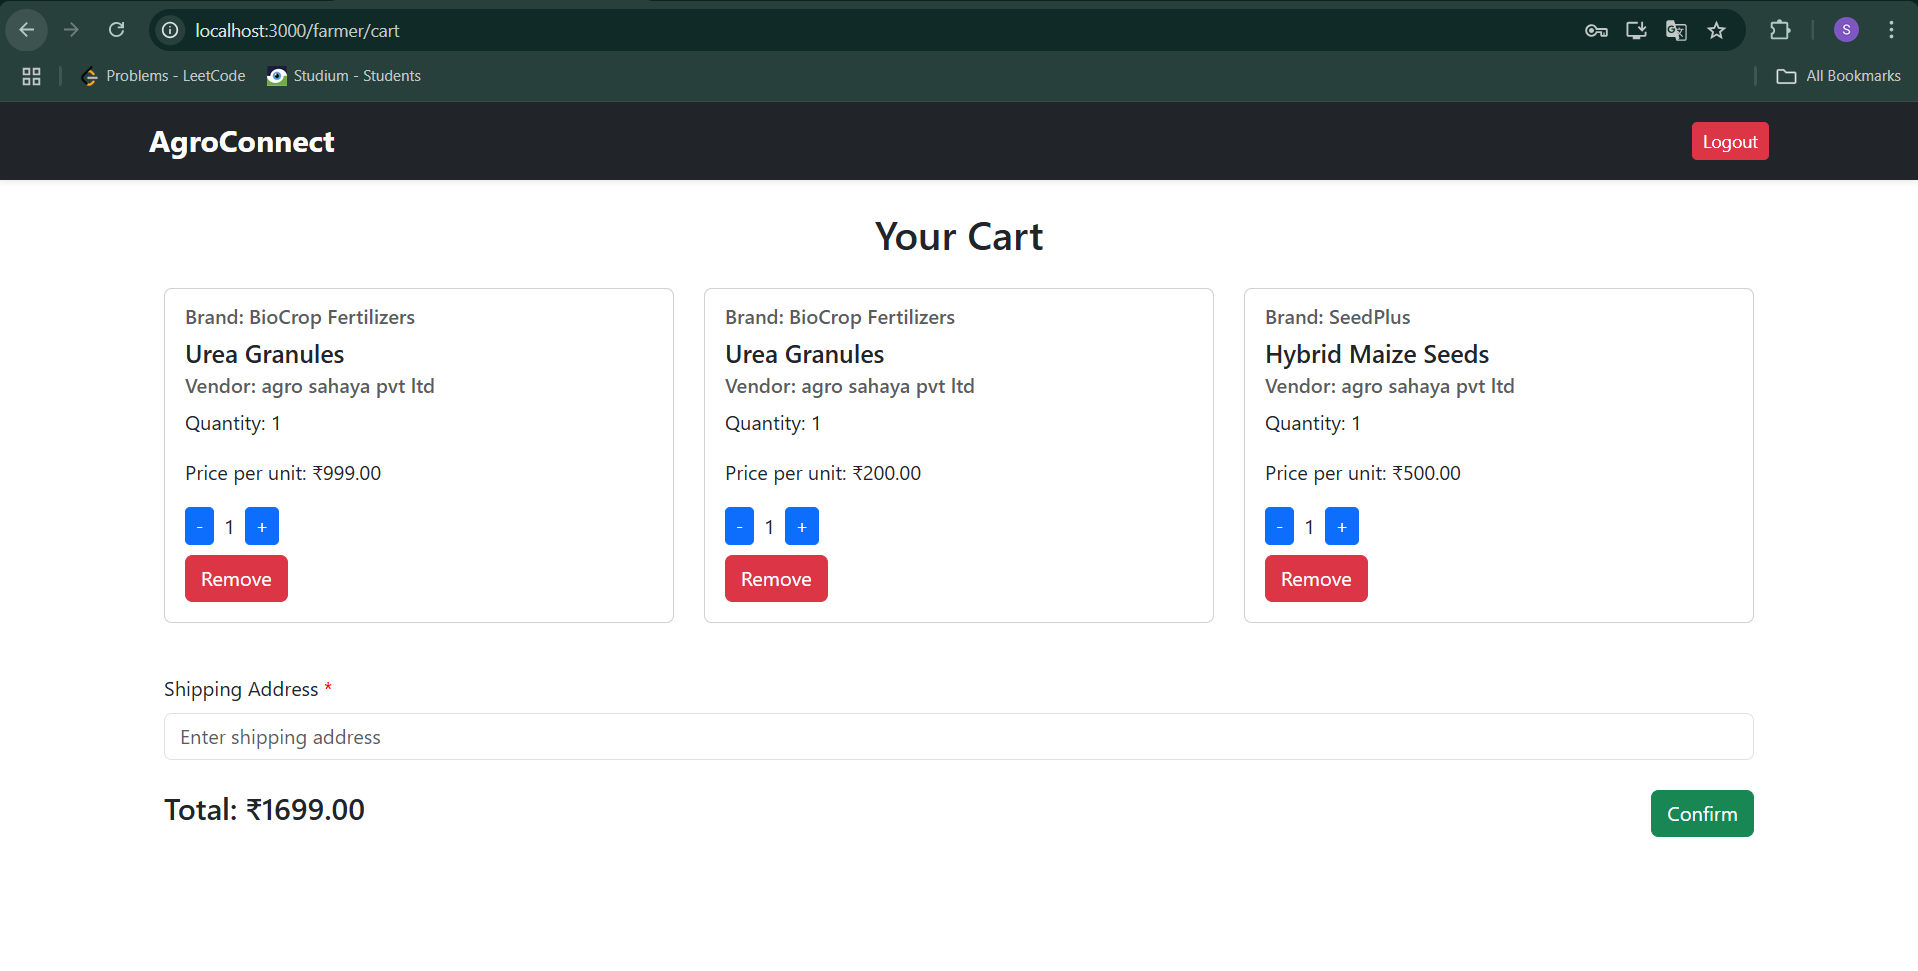 localhost:3000/farmer/cart
S
Problems - LeetCode
Studium - Students
All Bookmarks
AgroConnect
Logout
Your Cart
Brand: BioCrop Fertilizers
Urea Granules
Vendor: agro sahaya pvt ltd
Quantity: 1
Price per unit: ₹999.00
- 1 +
Remove
Brand: BioCrop Fertilizers
Urea Granules
Vendor: agro sahaya pvt ltd
Quantity: 1
Price per unit: ₹200.00
- 1 +
Remove
Brand: SeedPlus
Hybrid Maize Seeds
Vendor: agro sahaya pvt ltd
Quantity: 1
Price per unit: ₹500.00
- 1 +
Remove
Shipping Address *
Enter shipping address
Total: ₹1699.00
Confirm